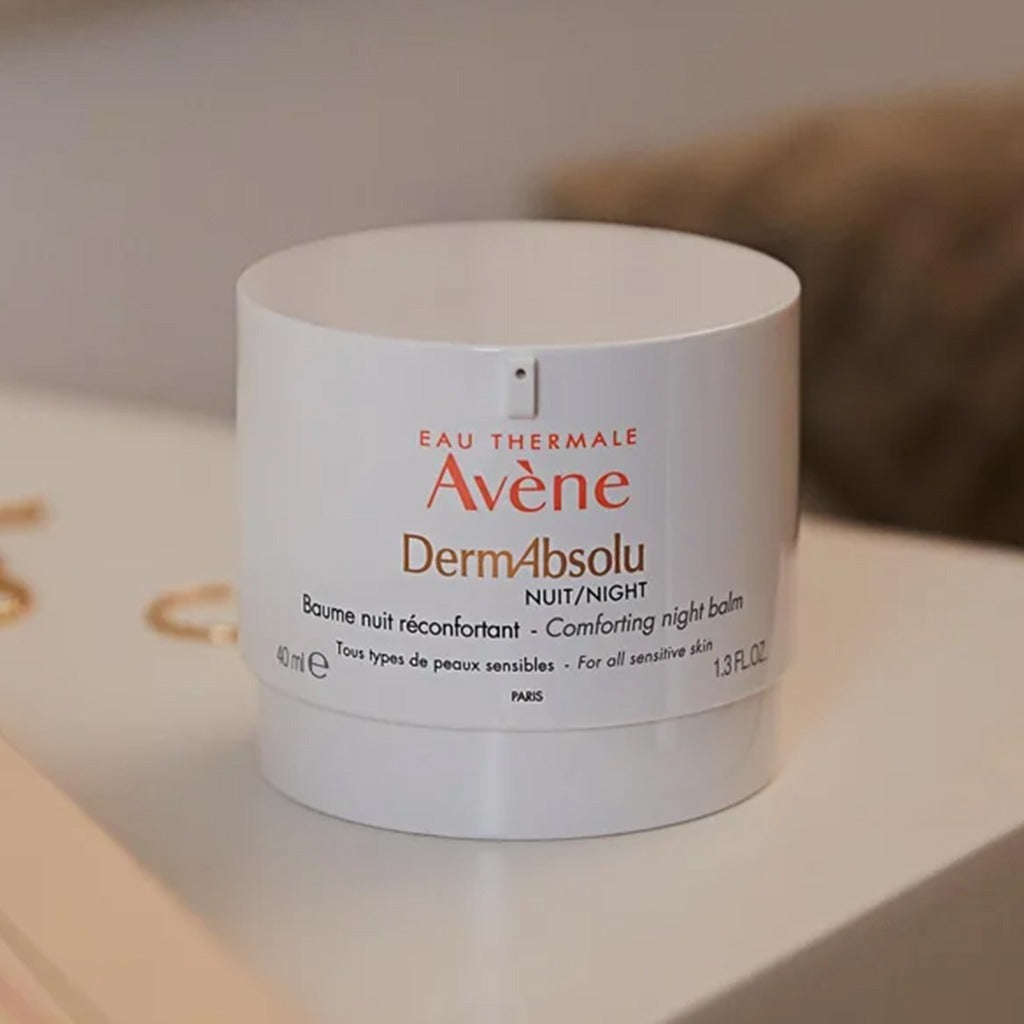 EAU THERMALE
Avène
DermAbsolu
NUIT/NIGHT
Baume nuit réconfortant - Comforting night balm
Tous types de peaux sensibles - For all sensitive skin
40 ml ℮
1.3 FL.OZ.
PARIS